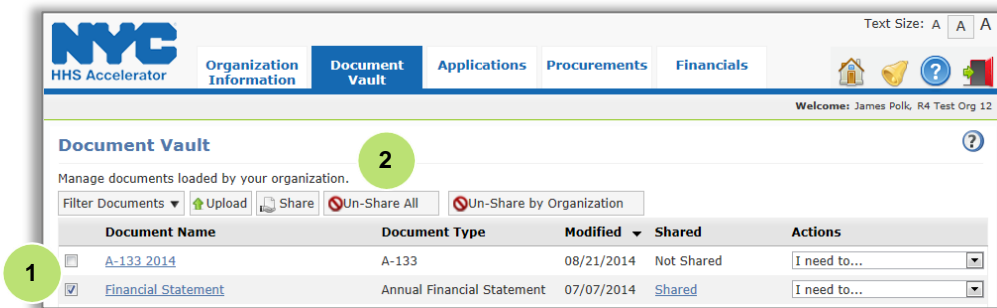 Text Size: A A A
NYC
HHS Accelerator
Organization Information
Document Vault
Applications
Procurements
Financials
?
Welcome: James Polk, R4 Test Org 12
Document Vault
?
2
Manage documents loaded by your organization.
Filter Documents ▼ Upload Share Un-Share All Un-Share by Organization
Document Name Document Type Modified ▼ Shared Actions
1
A-133 2014 A-133 08/21/2014 Not Shared I need to...
Financial Statement Annual Financial Statement 07/07/2014 Shared I need to...